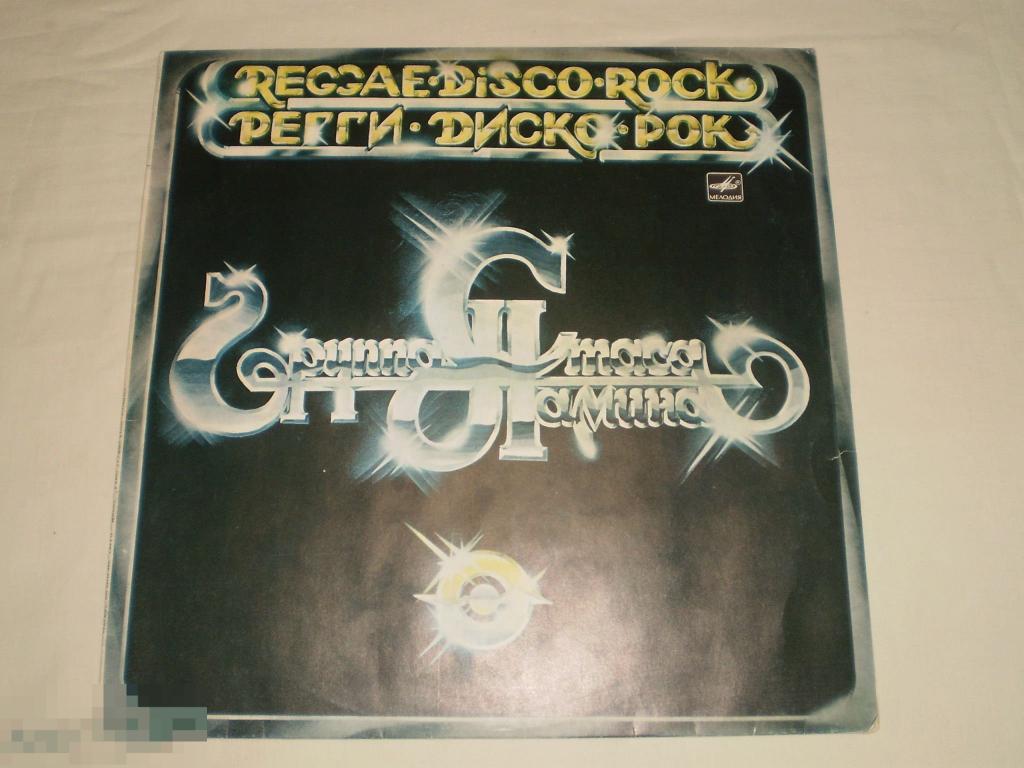 REGGAE·DiSCO·ROCK
РЕГГИ·ДИСКО·РОК
МЕЛОДИЯ
Группа Стаса
Намина